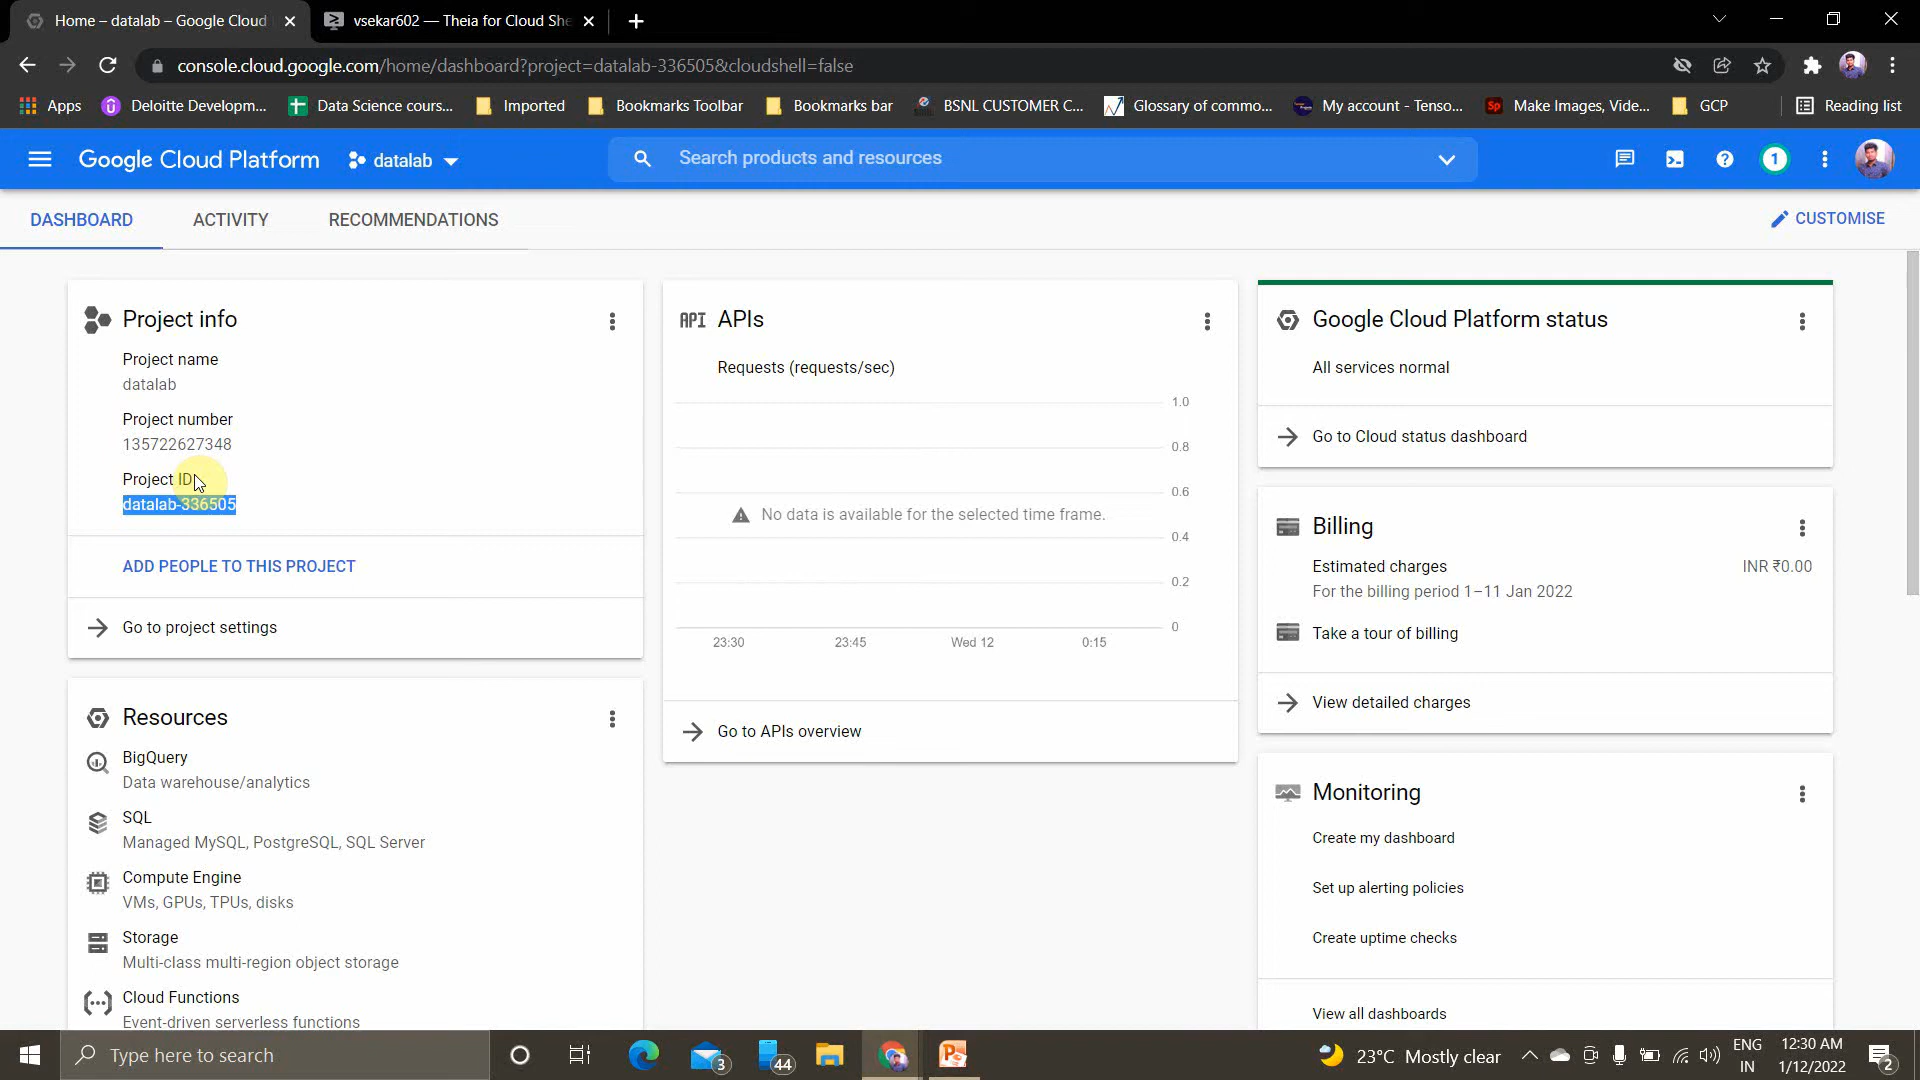 Home – datalab – Google Cloud
vsekar602 — Theia for Cloud She
console.cloud.google.com/home/dashboard?project=datalab-336505&cloudshell=false
Apps
Deloitte Developm...
Data Science cours...
Imported
Bookmarks Toolbar
Bookmarks bar
BSNL CUSTOMER C...
Glossary of commo...
My account - Tenso...
Sp
Make Images, Vide...
GCP
Reading list
Google Cloud Platform
datalab
Search products and resources
1
DASHBOARD
ACTIVITY
RECOMMENDATIONS
CUSTOMISE
Project info
Project name
datalab
Project number
135722627348
Project ID
datalab-336505
ADD PEOPLE TO THIS PROJECT
Go to project settings
Resources
BigQuery
Data warehouse/analytics
SQL
Managed MySQL, PostgreSQL, SQL Server
Compute Engine
VMs, GPUs, TPUs, disks
Storage
Multi-class multi-region object storage
Cloud Functions
Event-driven serverless functions
API APIs
Requests (requests/sec)
1.0
0.8
0.6
No data is available for the selected time frame.
0.4
0.2
0
23:30
23:45
Wed 12
0:15
Go to APIs overview
Google Cloud Platform status
All services normal
Go to Cloud status dashboard
Billing
Estimated charges
INR ₹0.00
For the billing period 1–11 Jan 2022
Take a tour of billing
View detailed charges
Monitoring
Create my dashboard
Set up alerting policies
Create uptime checks
View all dashboards
Type here to search
3
44
23°C Mostly clear
ENG
IN
12:30 AM
1/12/2022
2